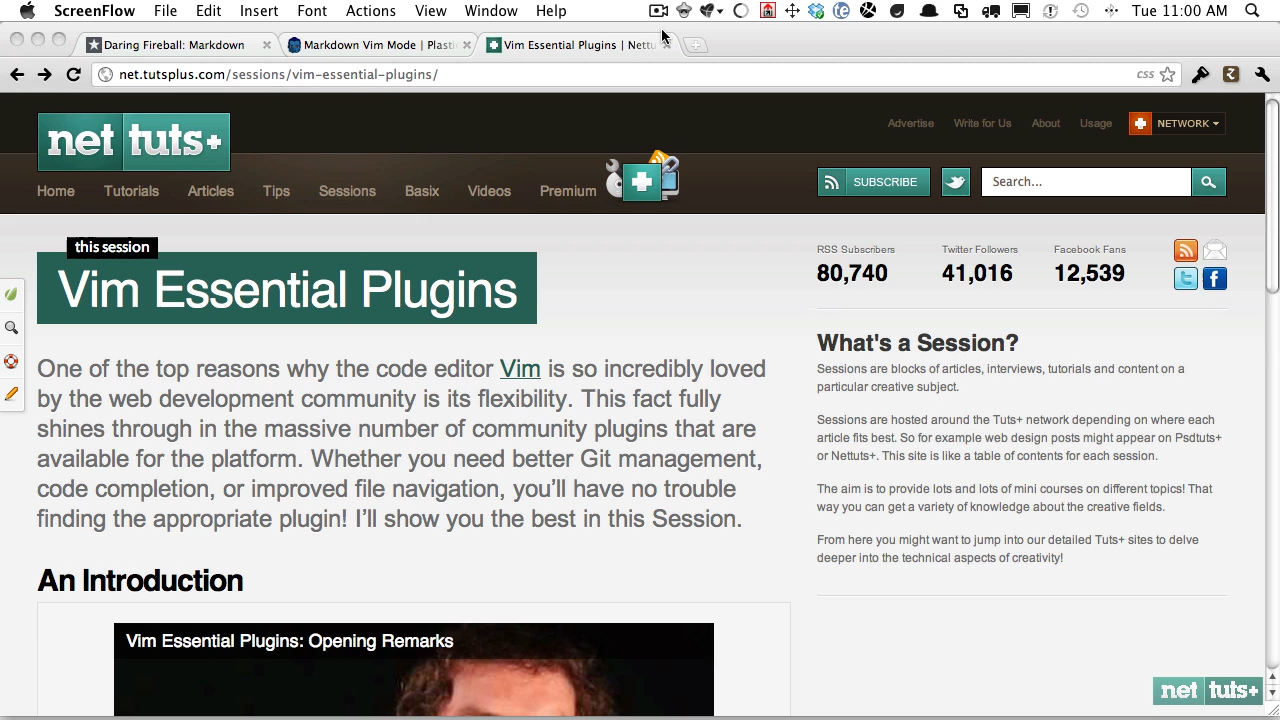 ScreenFlow File Edit Insert Font Actions View Window Help Tue 11:00 AM
Daring Fireball: Markdown Markdown Vim Mode | Plasti Vim Essential Plugins | Nettu
net.tutsplus.com/sessions/vim-essential-plugins/ css
net tuts+
Advertise Write for Us About Usage NETWORK
Home Tutorials Articles Tips Sessions Basix Videos Premium
SUBSCRIBE Search...
this session
Vim Essential Plugins
RSS Subscribers Twitter Followers Facebook Fans
80,740 41,016 12,539
One of the top reasons why the code editor Vim is so incredibly loved
by the web development community is its flexibility. This fact fully
shines through in the massive number of community plugins that are
available for the platform. Whether you need better Git management,
code completion, or improved file navigation, you'll have no trouble
finding the appropriate plugin! I'll show you the best in this Session.
An Introduction
Vim Essential Plugins: Opening Remarks
What's a Session?
Sessions are blocks of articles, interviews, tutorials and content on a
particular creative subject.
Sessions are hosted around the Tuts+ network depending on where each
article fits best. So for example web design posts might appear on Psdtuts+
or Nettuts+. This site is like a table of contents for each session.
The aim is to provide lots and lots of mini courses on different topics! That
way you can get a variety of knowledge about the creative fields.
From here you might want to jump into our detailed Tuts+ sites to delve
deeper into the technical aspects of creativity!
net tuts+